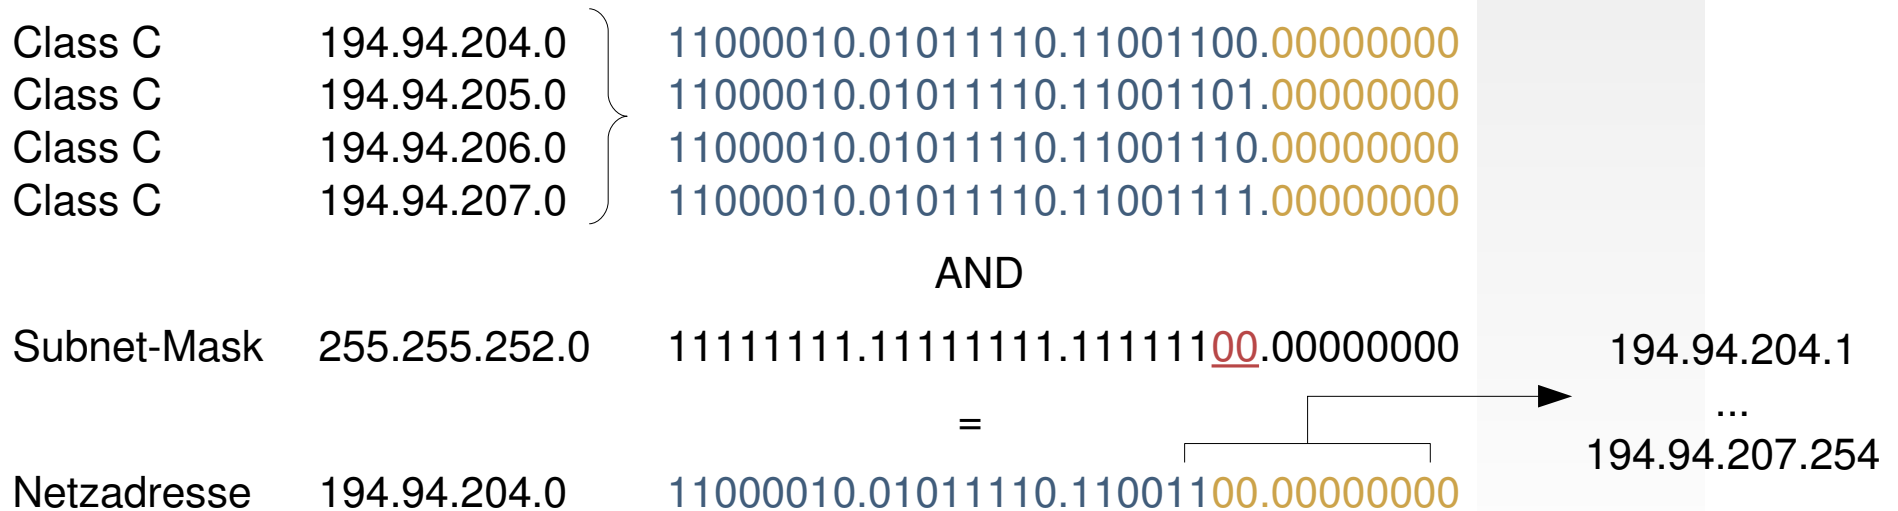 Class C 194.94.204.0 11000010.01011110.11001100.00000000
Class C 194.94.205.0 11000010.01011110.11001101.00000000
Class C 194.94.206.0 11000010.01011110.11001110.00000000
Class C 194.94.207.0 11000010.01011110.11001111.00000000
AND
Subnet-Mask 255.255.252.0 11111111.11111111.11111100.00000000
194.94.204.1
...
=
194.94.207.254
Netzadresse 194.94.204.0 11000010.01011110.11001100.00000000